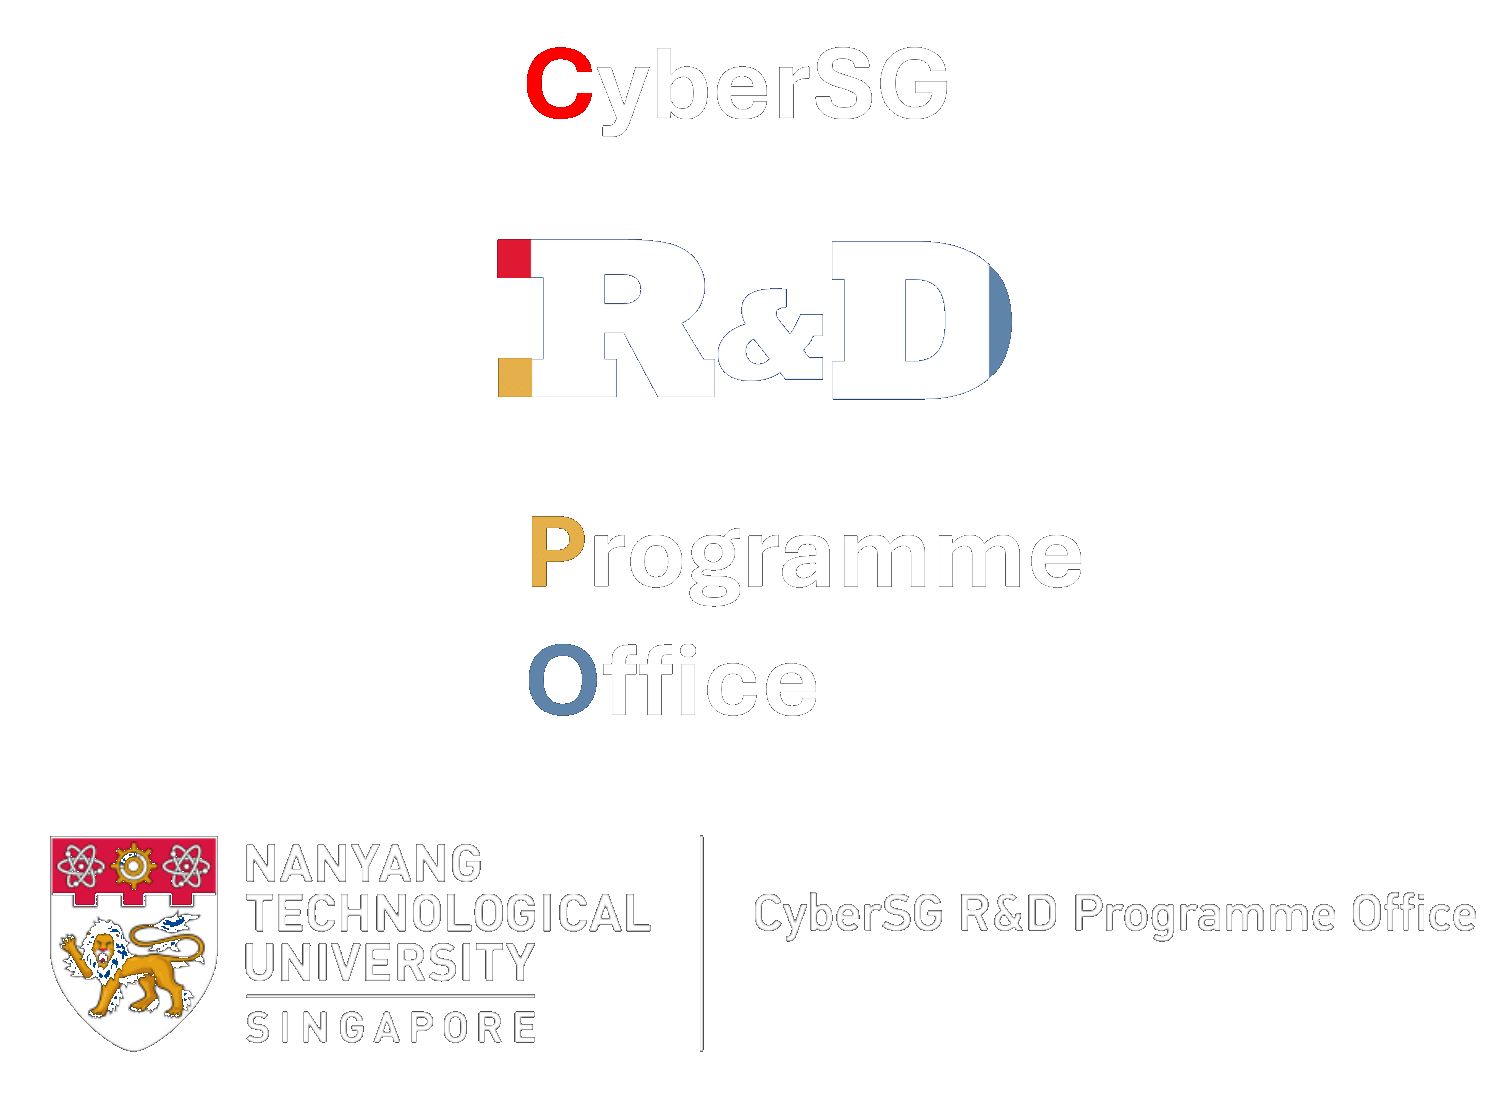 CyberSG
R&D
Programme
Office
NANYANG
TECHNOLOGICAL
UNIVERSITY
SINGAPORE
CyberSG R&D Programme Office